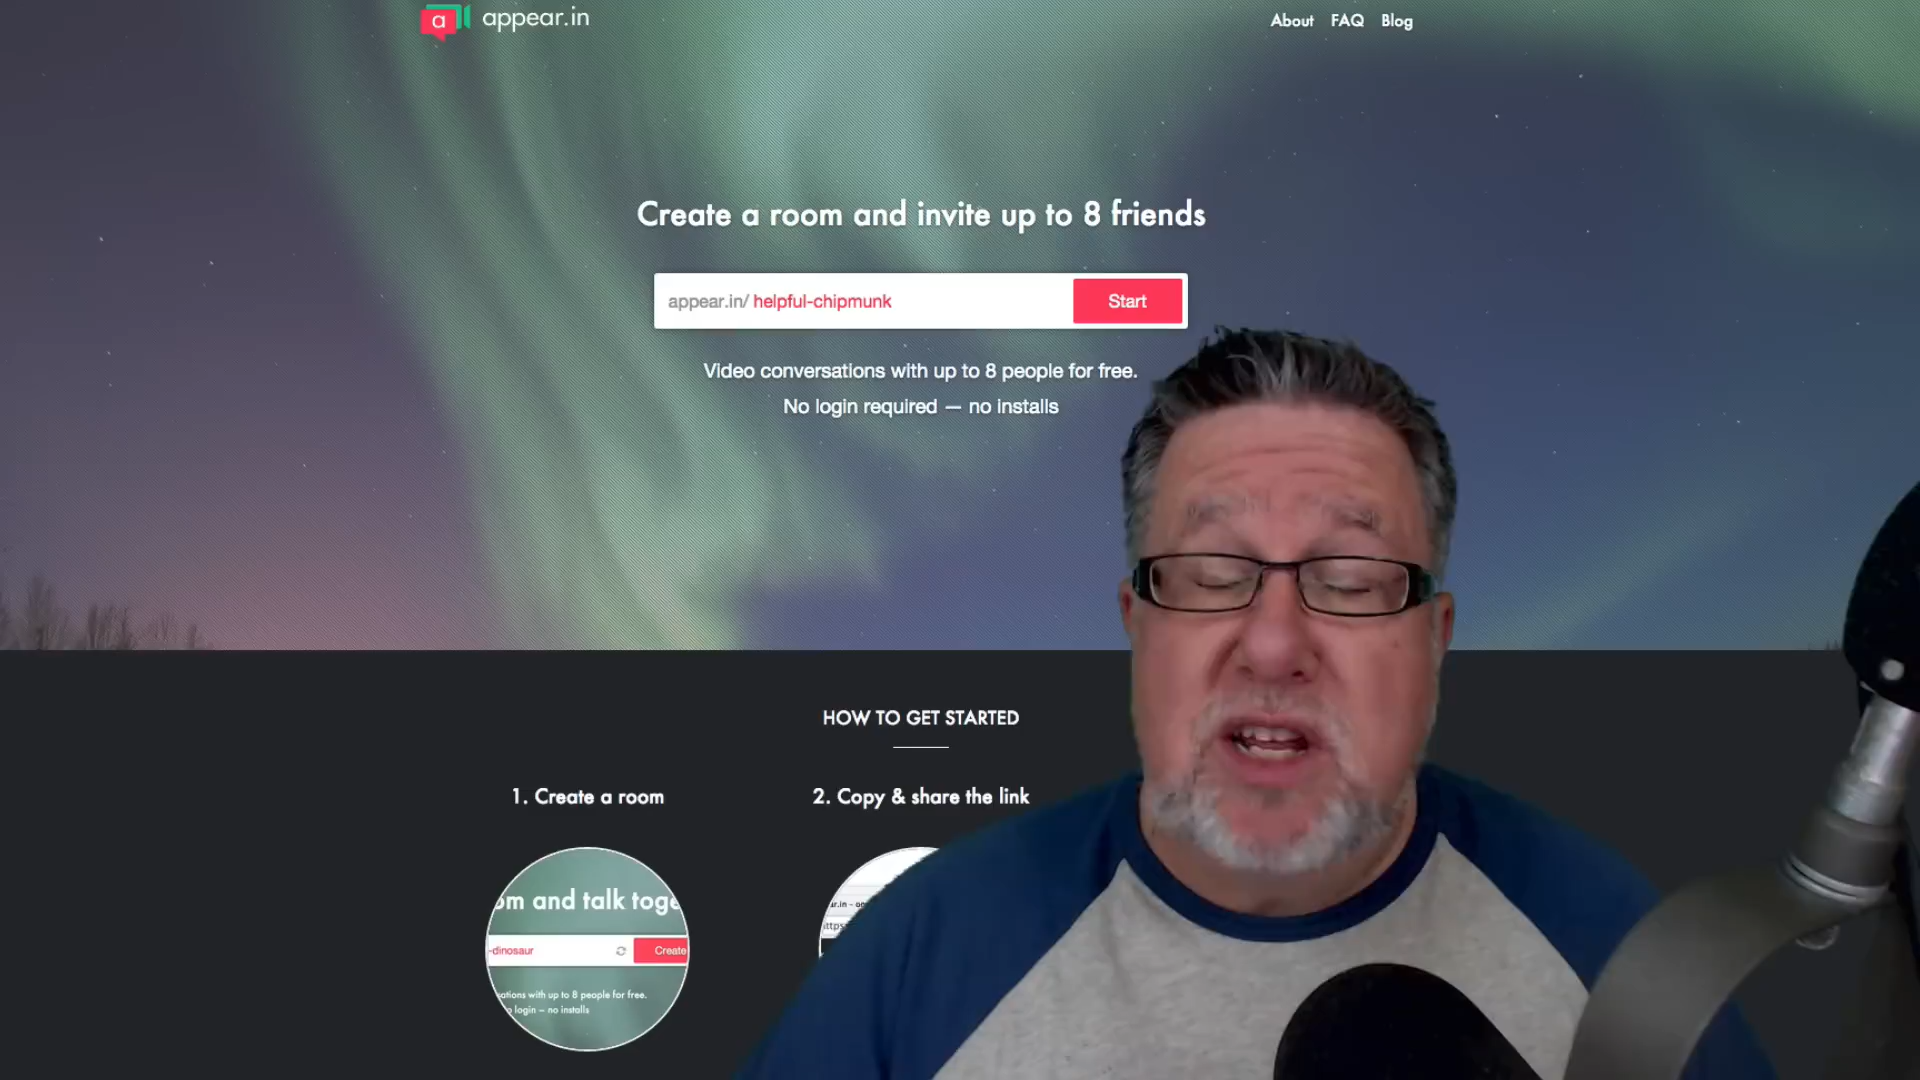 a appear.in
About FAQ Blog
Create a room and invite up to 8 friends
appear.in/ helpful-chipmunk Start
Video conversations with up to 8 people for free.
No login required — no installs
HOW TO GET STARTED
1. Create a room
2. Copy & share the link
om and talk toge
-dinosaur Create
ations with up to 8 people for free.
o login – no installs